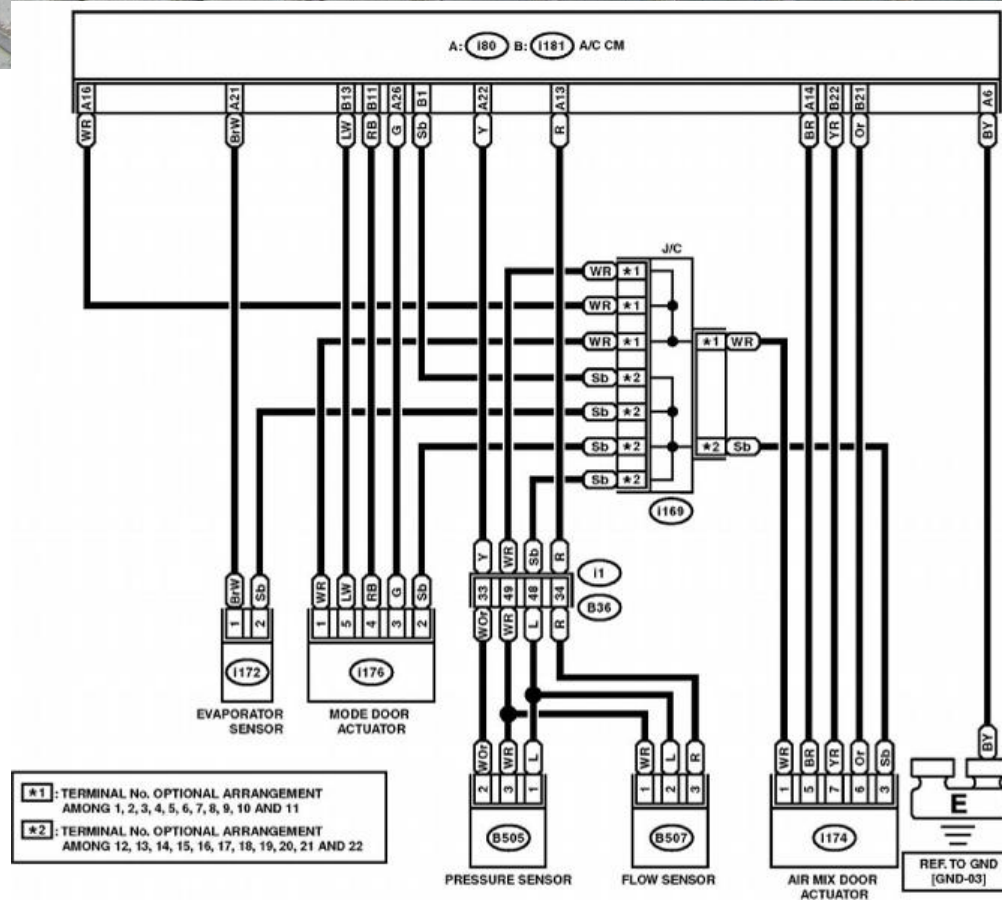 A: i80 B: i181 A/C CM
A16 A21 B13 B11 A26 B1 A22 A13 A14 B22 B21 A6
WR BrW LW RB G Sb Y R BR YR Or BY
J/C
WR *1
WR *1
WR *1 *1 WR
Sb *2
Sb *2
Sb *2 *2 Sb
Sb *2
i169
Y WR Sb R
33 49 48 34
i1
B36
WOr WR L R
BrW Sb WR LW RB G Sb
1 2 1 5 4 3 2
i172 i176
EVAPORATOR SENSOR
MODE DOOR ACTUATOR
WOr WR L WR L R WR BR YR Or Sb BY
2 3 1 1 2 3 1 5 7 6 3
E
B505 B507 i174
PRESSURE SENSOR FLOW SENSOR AIR MIX DOOR
ACTUATOR
REF. TO GND
[GND-03]
*1 : TERMINAL No. OPTIONAL ARRANGEMENT
AMONG 1, 2, 3, 4, 5, 6, 7, 8, 9, 10 AND 11
*2 : TERMINAL No. OPTIONAL ARRANGEMENT
AMONG 12, 13, 14, 15, 16, 17, 18, 19, 20, 21 AND 22